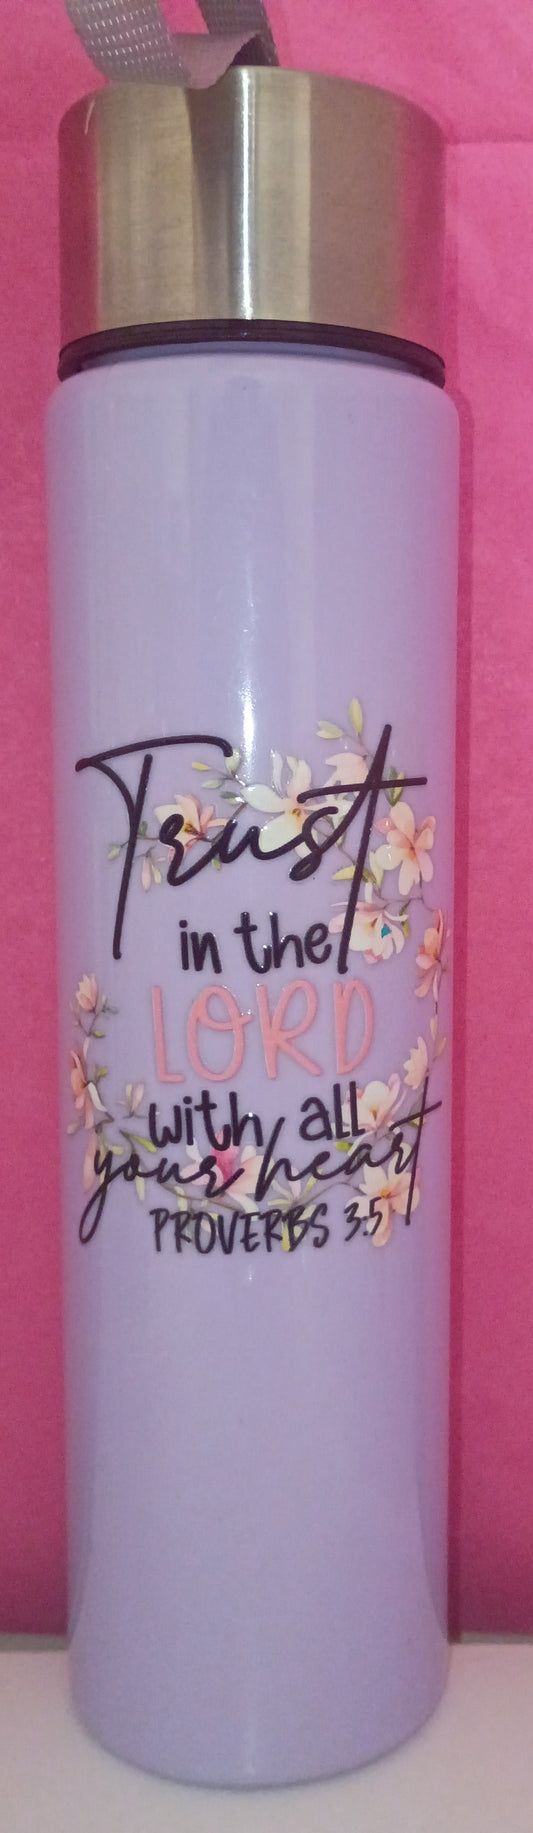 Trust
in the
LORD
with all
your heart
PROVERBS 3:5